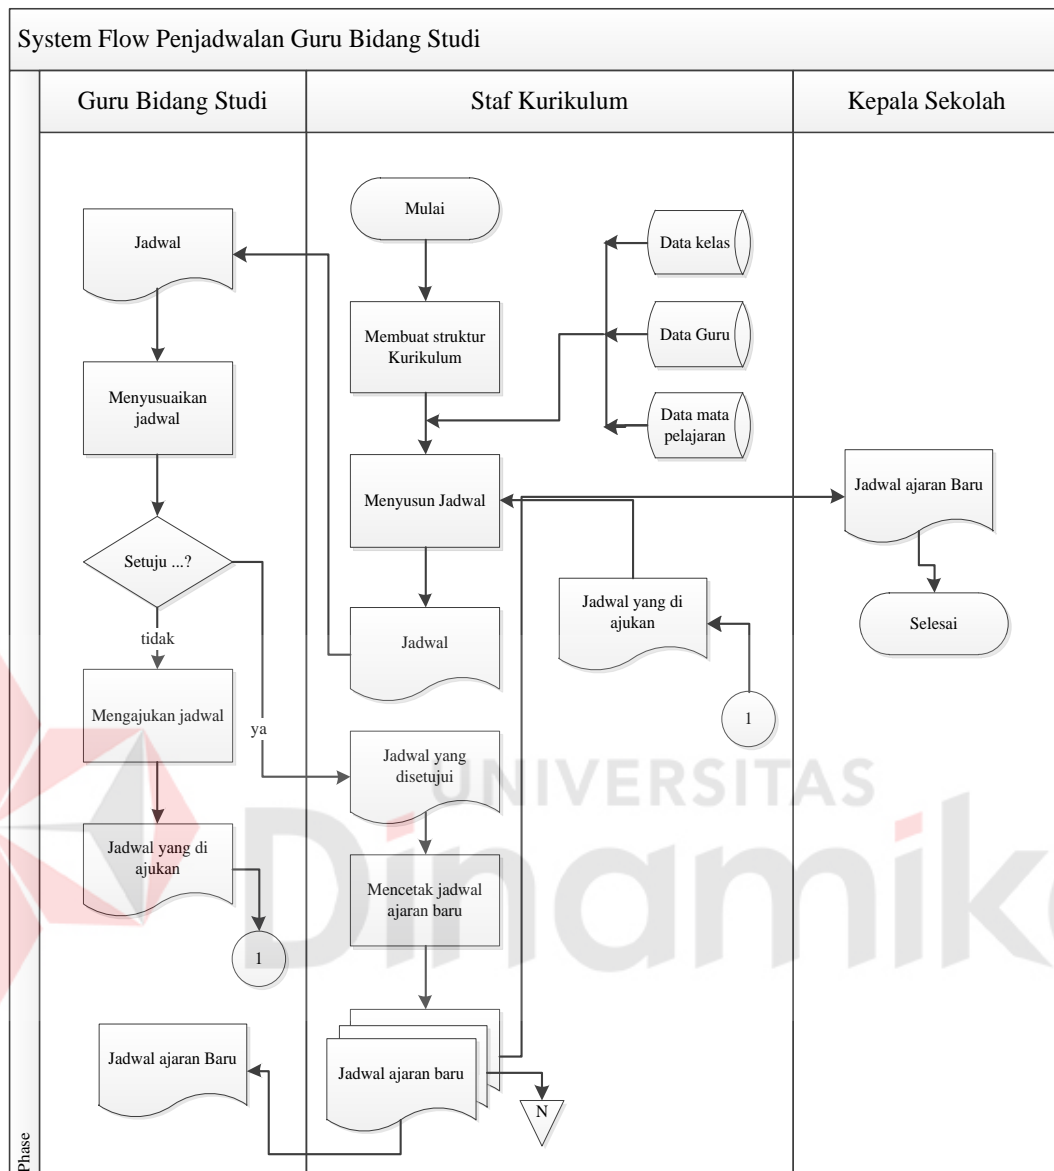 System Flow Penjadwalan Guru Bidang Studi
Guru Bidang Studi
Staf Kurikulum
Kepala Sekolah
Phase
Jadwal
Menyusuaikan
jadwal
Setuju ...?
tidak
ya
Mengajukan jadwal
Jadwal yang di
ajukan
1
Jadwal ajaran Baru
Mulai
Membuat struktur
Kurikulum
Data kelas
Data Guru
Data mata
pelajaran
Menyusun Jadwal
Jadwal
Jadwal yang di
ajukan
1
Jadwal yang
disetujui
Mencetak jadwal
ajaran baru
Jadwal ajaran baru
N
Jadwal ajaran Baru
Selesai
UNIVERSITAS
Dinamika